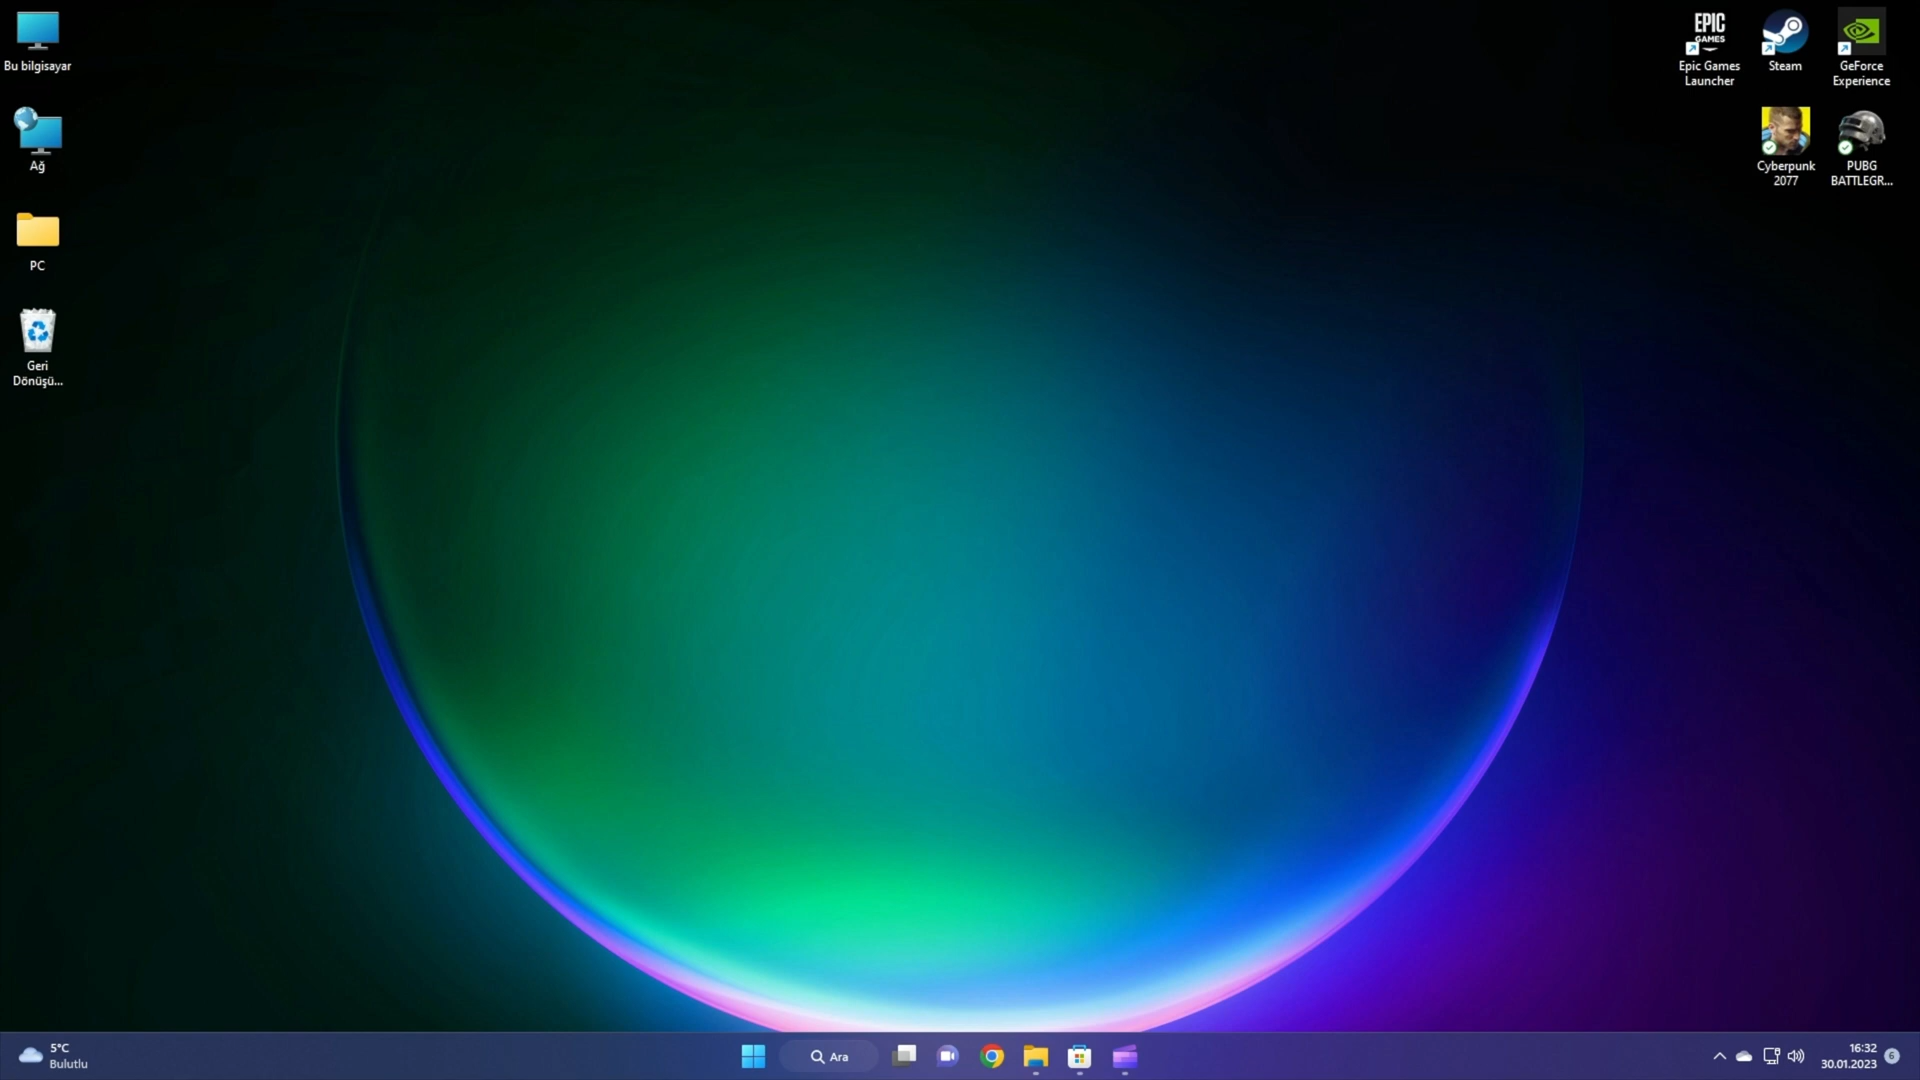 Bu bilgisayar
Ağ
PC
Geri
Dönüşü...
EPIC
GAMES
Epic Games
Launcher
Steam
GeForce
Experience
Cyberpunk
2077
PUBG
BATTLEGR...
5°C
Bulutlu
Ara
16:32
30.01.2023
6